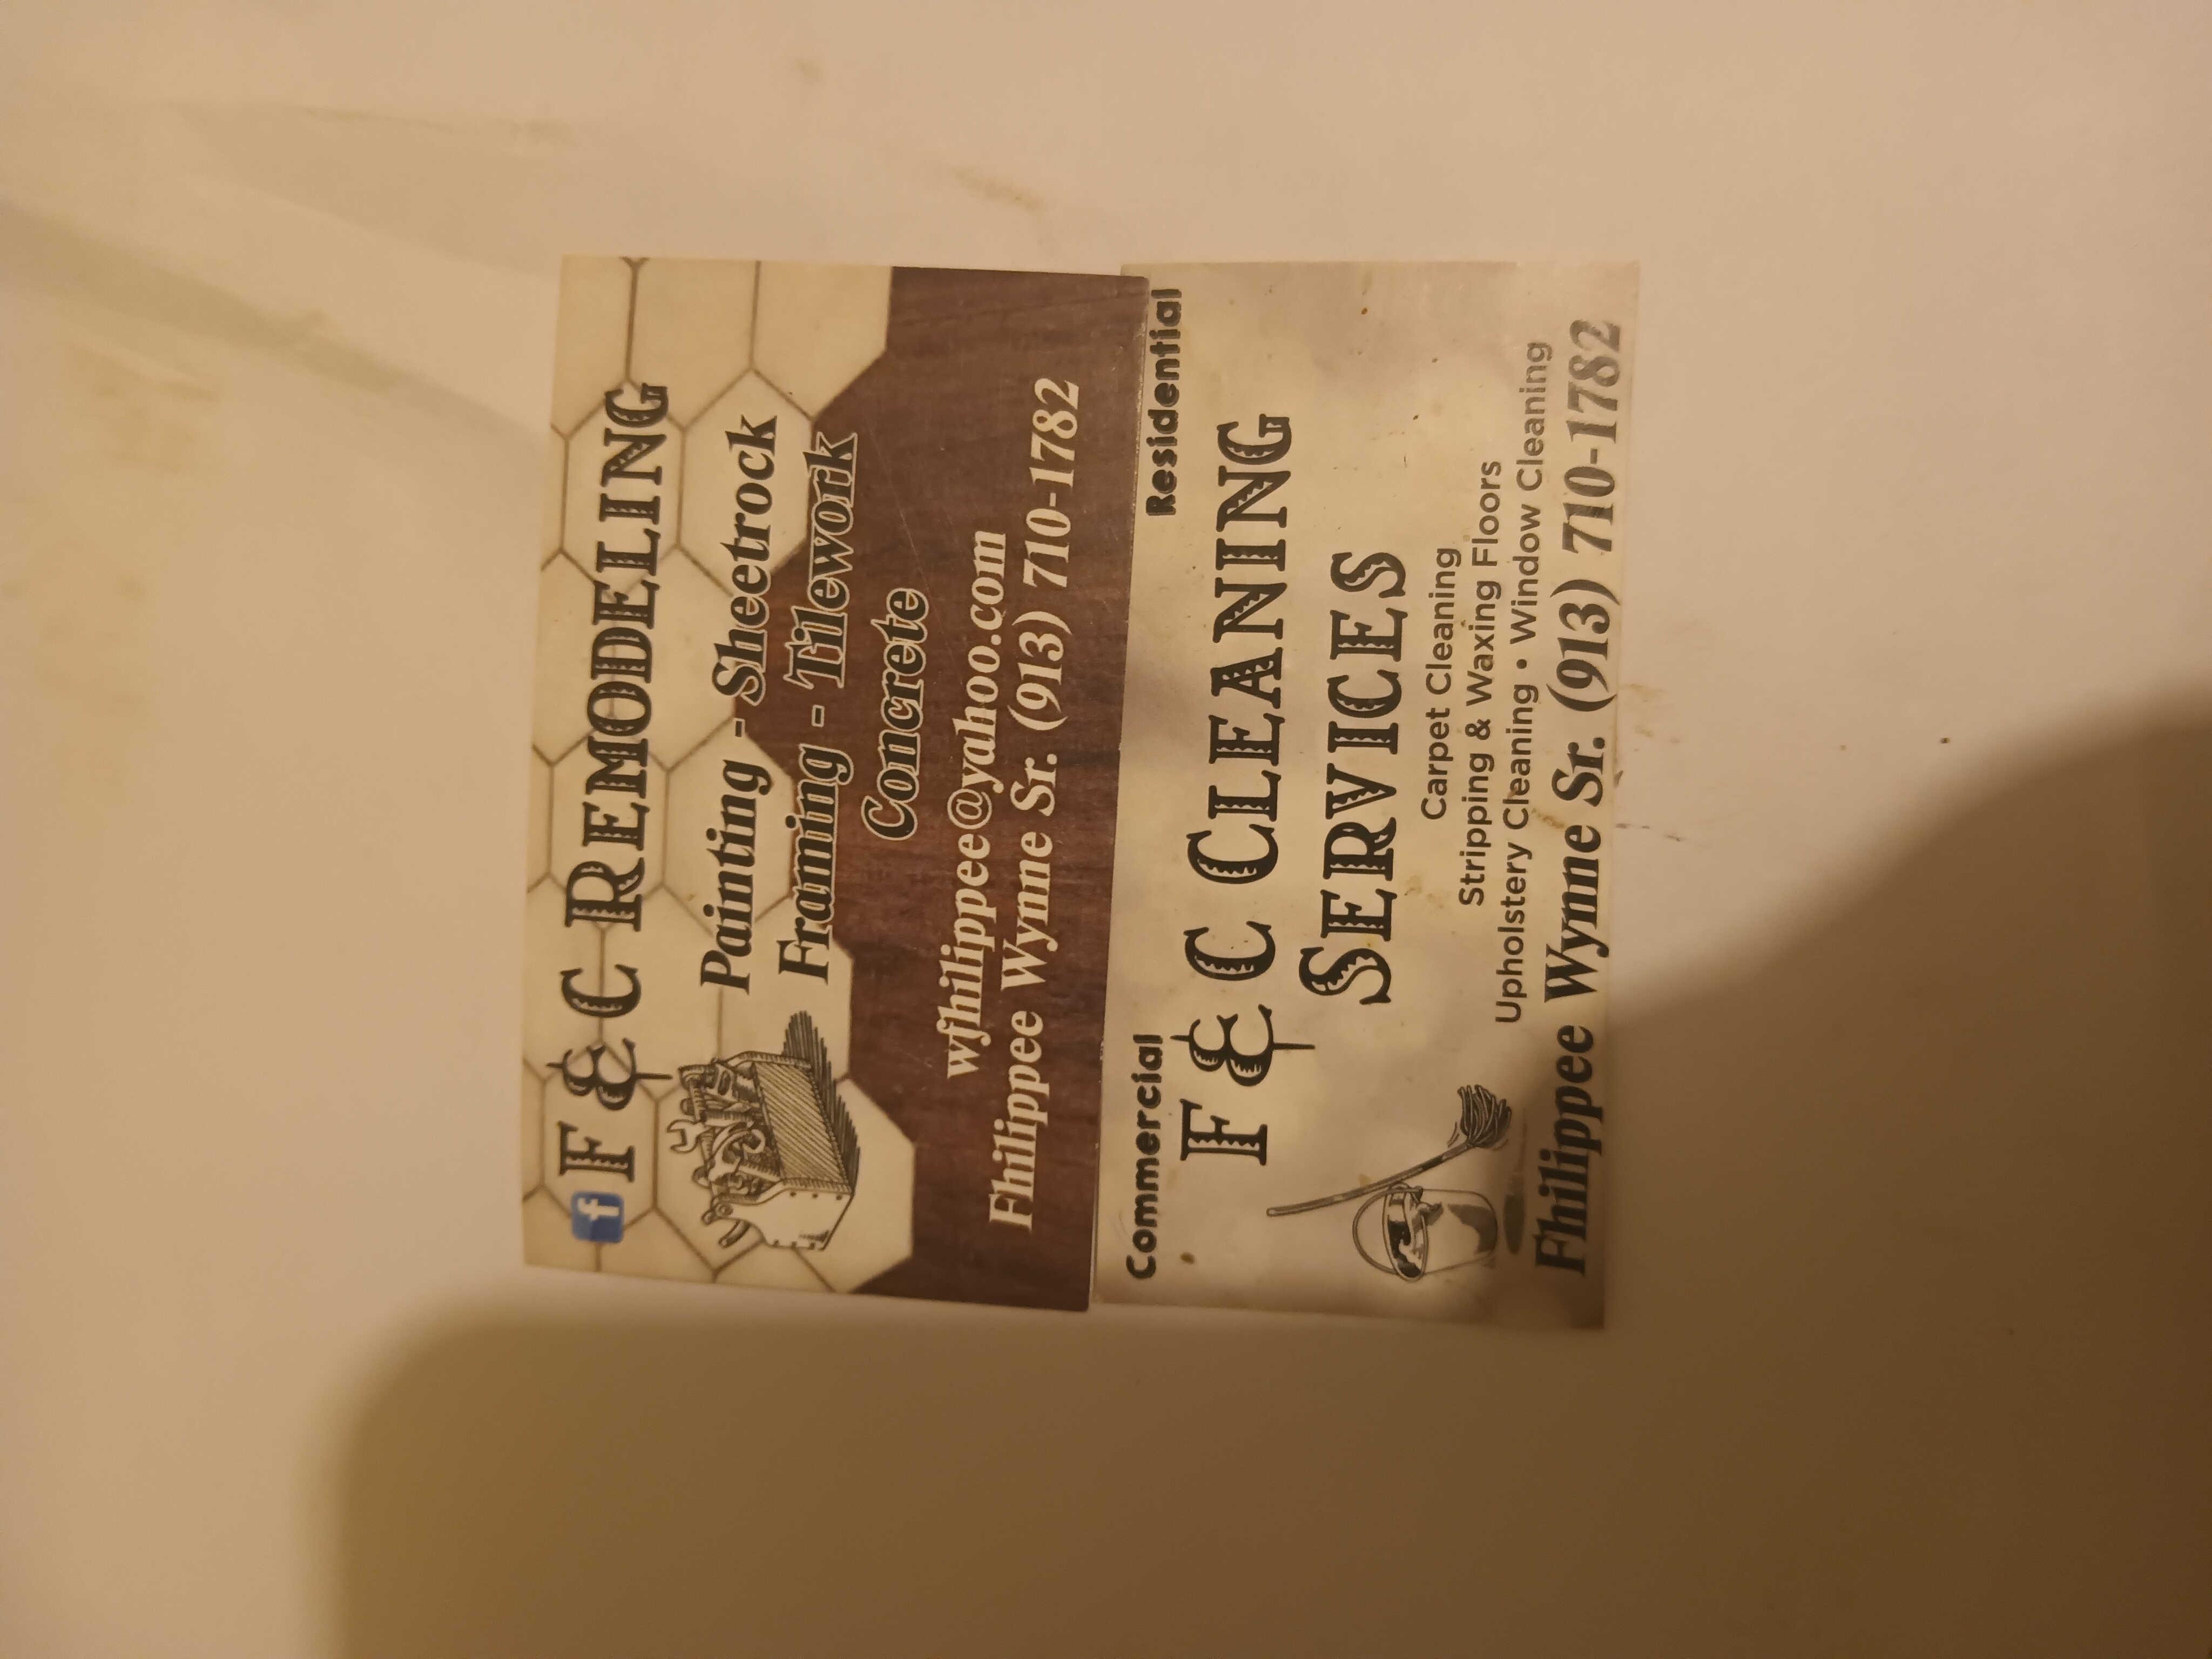 F & C REMODELING
Painting - Sheetrock
Framing - Tilework
Concrete
wfhilippee@yahoo.com
Fhilippee Wynne Sr. (913) 710-1782
Commercial Residential
F & C CLEANING
SERVICES
Carpet Cleaning
Stripping & Waxing Floors
Upholstery Cleaning • Window Cleaning
Fhilippee Wynne Sr. (913) 710-1782